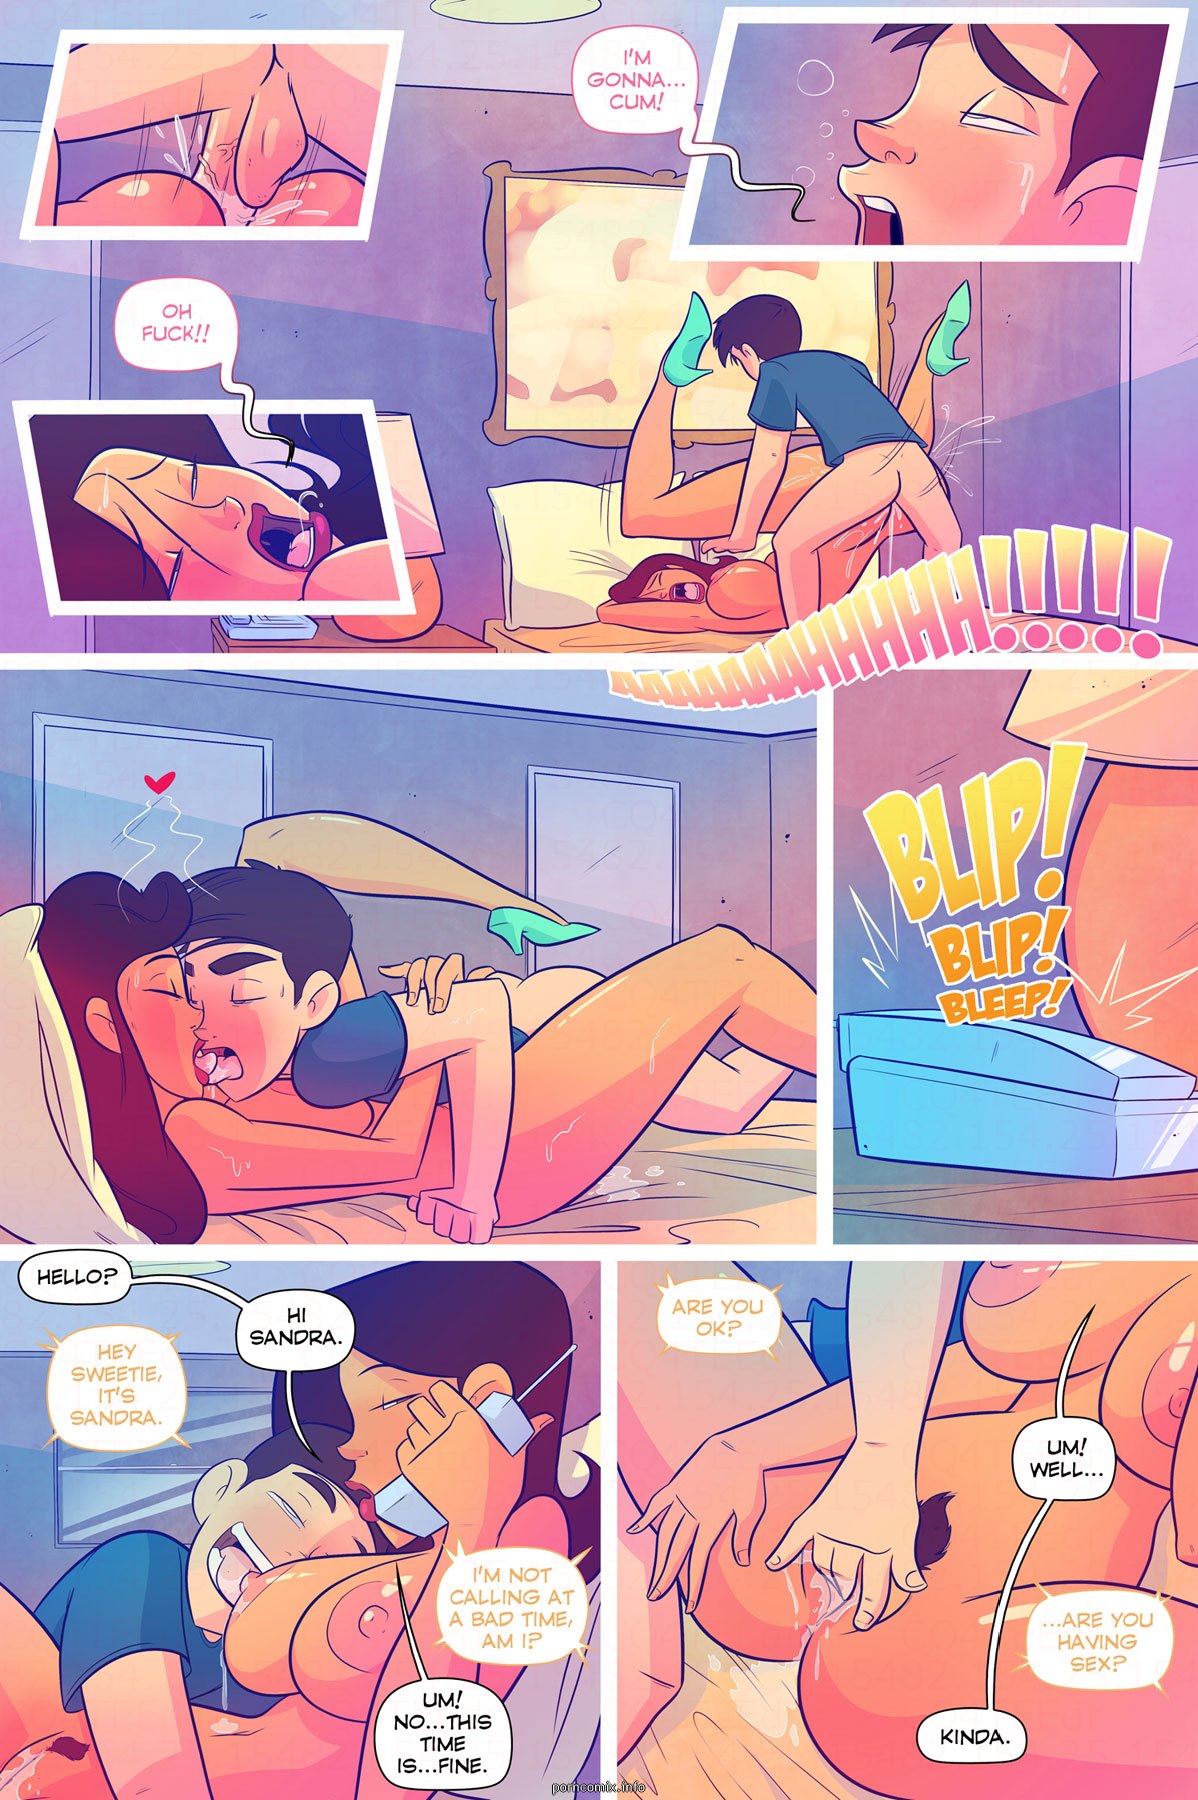 I'M
GONNA...
CUM!
OH
FUCK!!
AAAAAAAAHHHHHH!!!!!
BLIP!
BLIP!
BLEEP!
HELLO?
HEY
SWEETIE,
IT'S
SANDRA.
HI
SANDRA.
I'M NOT
CALLING AT
A BAD TIME,
AM I?
UM!
NO...THIS
TIME
IS...FINE.
ARE YOU
OK?
UM!
WELL...
...ARE YOU
HAVING
SEX?
KINDA.
porncomix.info